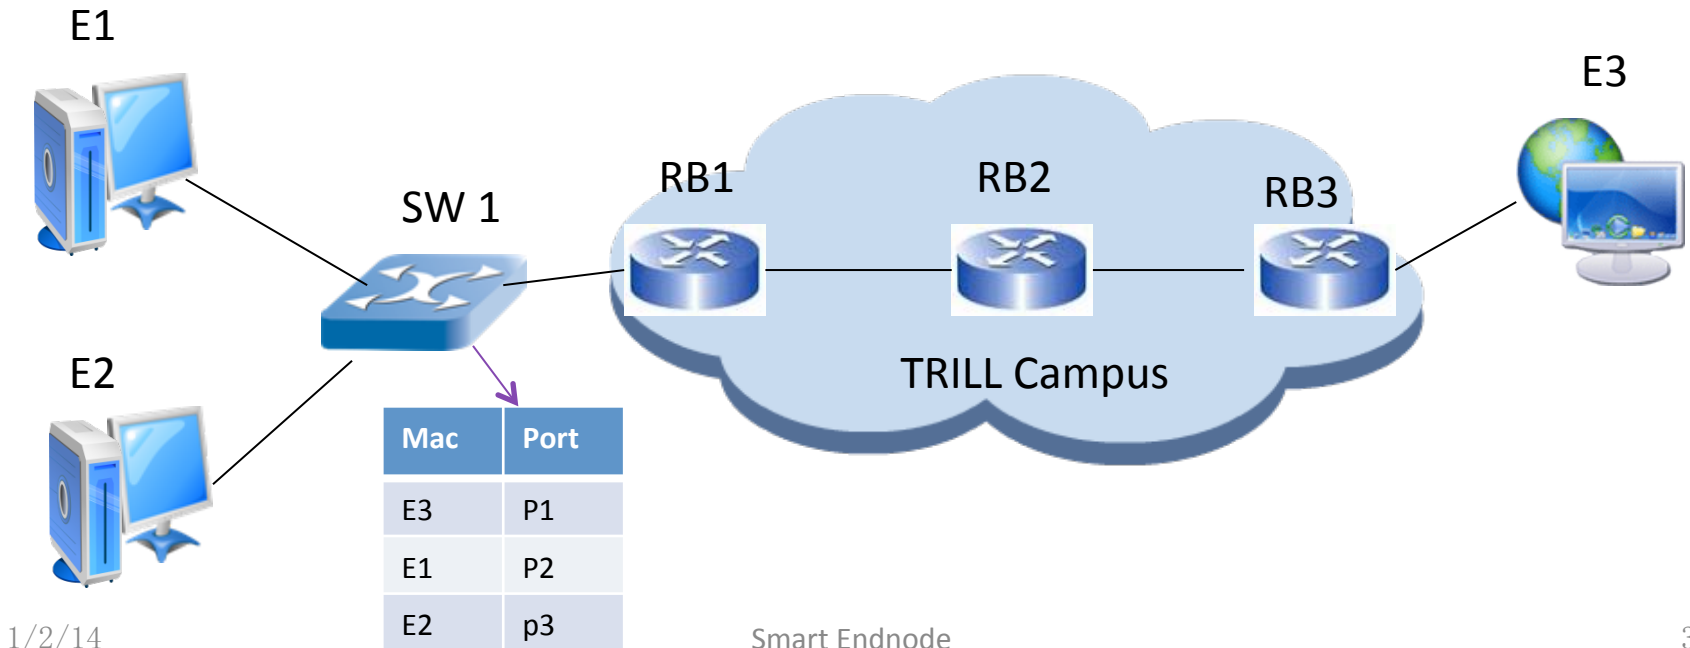 E1
E3
RB1
RB2
RB3
SW 1
E2
TRILL Campus
Mac Port
E3 P1
E1 P2
E2 p3
1/2/14
Smart Endnode
3